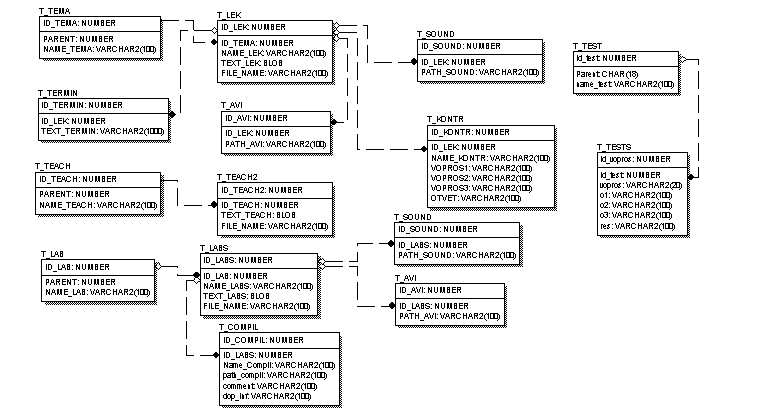 T_TEMA
ID_TEMA: NUMBER
PARENT: NUMBER
NAME_TEMA: VARCHAR2(100)
T_LEK
ID_LEK: NUMBER
ID_TEMA: NUMBER
NAME_LEK: VARCHAR2(100)
TEXT_LEK: BLOB
FILE_NAME: VARCHAR2(100)
T_SOUND
ID_SOUND: NUMBER
ID_LEK: NUMBER
PATH_SOUND: VARCHAR2(100)
T_TEST
id_test: NUMBER
Parent: CHAR(18)
name_test: VARCHAR2(100)
T_TERMIN
ID_TERMIN: NUMBER
ID_LEK: NUMBER
TEXT_TERMIN: VARCHAR2(1000)
T_AVI
ID_AVI: NUMBER
ID_LEK: NUMBER
PATH_AVI: VARCHAR2(100)
T_KONTR
ID_KONTR: NUMBER
ID_LEK: NUMBER
NAME_KONTR: VARCHAR2(100)
VOPROS1: VARCHAR2(100)
VOPROS2: VARCHAR2(100)
VOPROS3: VARCHAR2(100)
OTVET: VARCHAR2(100)
T_TESTS
id_uopros: NUMBER
id_test: NUMBER
uopros: VARCHAR2(20)
o1: VARCHAR2(100)
o2: VARCHAR2(100)
o3: VARCHAR2(100)
res: VARCHAR2(100)
T_TEACH
ID_TEACH: NUMBER
PARENT: NUMBER
NAME_TEACH: VARCHAR2(100)
T_TEACH2
ID_TEACH2: NUMBER
ID_TEACH: NUMBER
TEXT_TEACH: BLOB
FILE_NAME: VARCHAR2(100)
T_LAB
ID_LAB: NUMBER
PARENT: NUMBER
NAME_LAB: VARCHAR2(100)
T_LABS
ID_LABS: NUMBER
ID_LAB: NUMBER
NAME_LABS: VARCHAR2(100)
TEXT_LABS: BLOB
FILE_NAME: VARCHAR2(100)
T_SOUND
ID_SOUND: NUMBER
ID_LABS: NUMBER
PATH_SOUND: VARCHAR2(100)
T_AVI
ID_AVI: NUMBER
ID_LABS: NUMBER
PATH_AVI: VARCHAR2(100)
T_COMPIL
ID_COMPIL: NUMBER
ID_LABS: NUMBER
Name_Compil: VARCHAR2(100)
path_compil: VARCHAR2(100)
comment: VARCHAR2(100)
dop_inf: VARCHAR2(100)